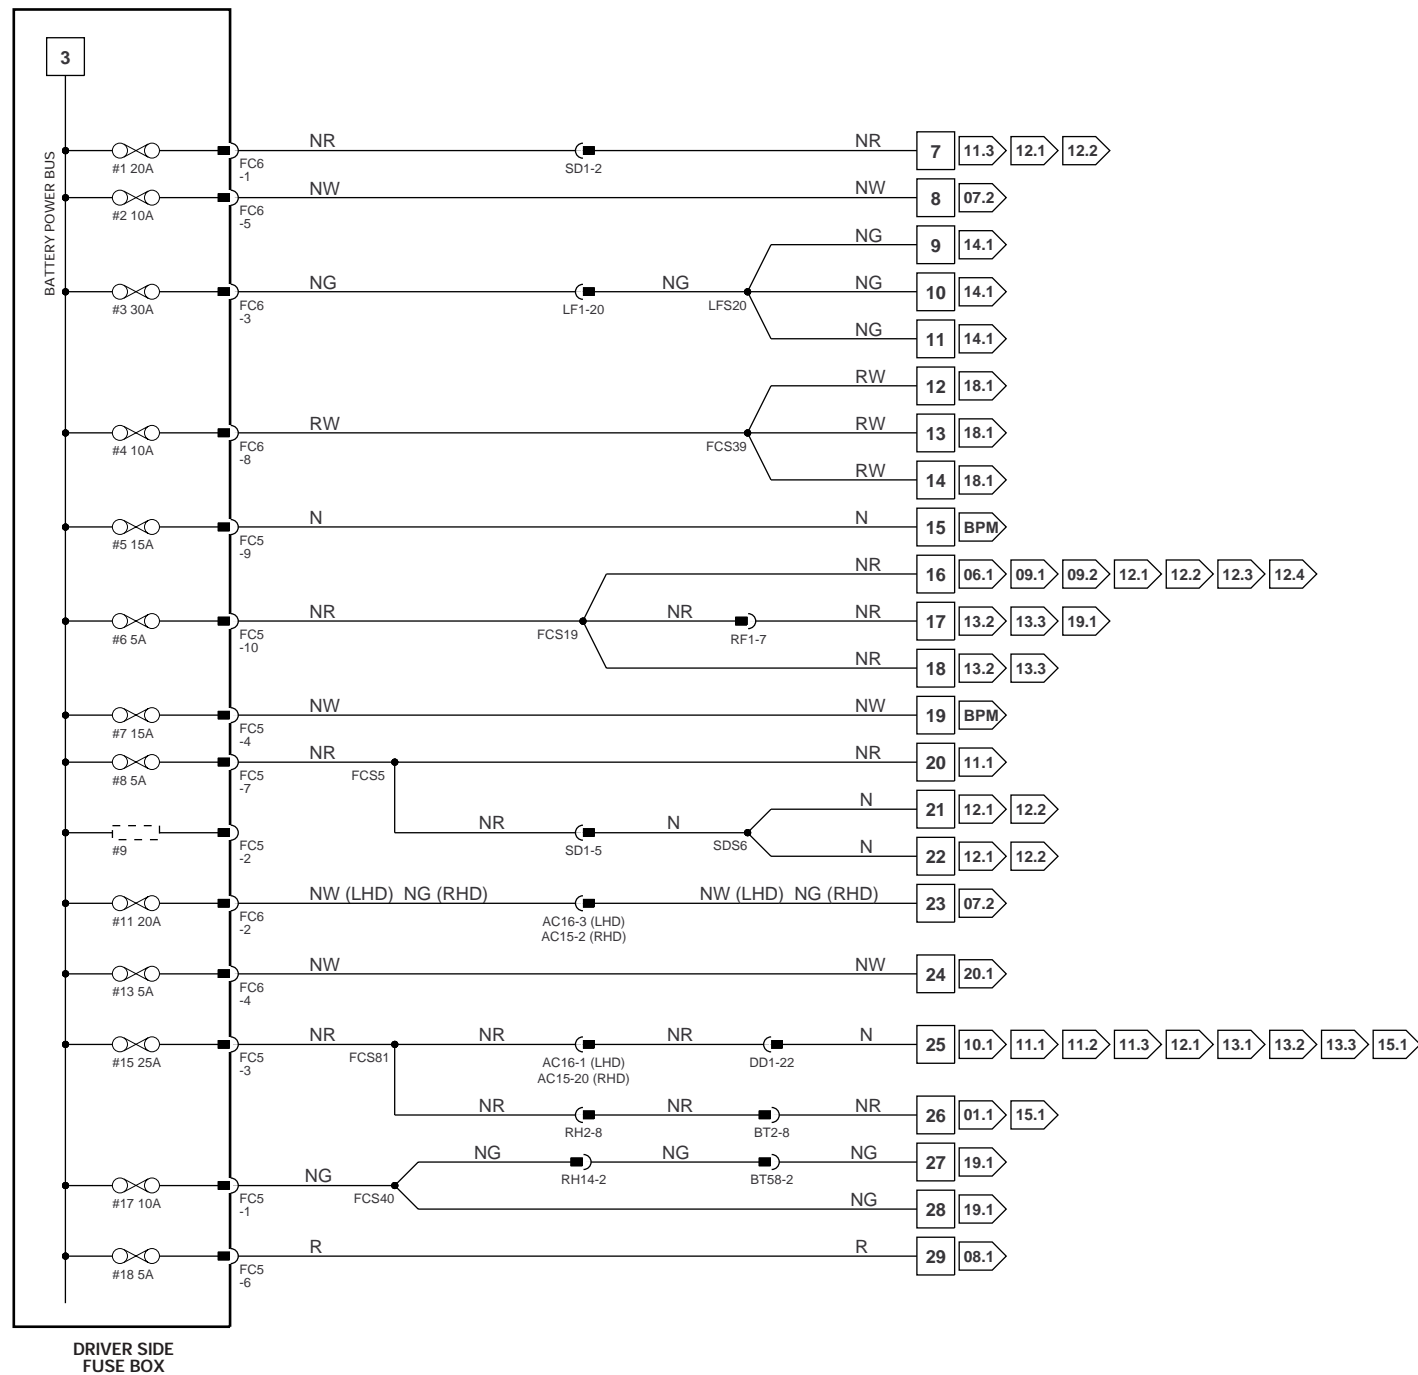 3
BATTERY POWER BUS
#1 20A
FC6
-1
NR
SD1-2
NR
7 11.3 12.1 12.2
#2 10A
FC6
-5
NW
NW
8 07.2
NG
9 14.1
#3 30A
FC6
-3
NG
LF1-20
NG
LFS20
NG
10 14.1
NG
11 14.1
RW
12 18.1
#4 10A
FC6
-8
RW
FCS39
RW
13 18.1
RW
14 18.1
#5 15A
FC5
-9
N
N
15 BPM
NR
16 06.1 09.1 09.2 12.1 12.2 12.3 12.4
#6 5A
FC5
-10
NR
FCS19
NR
RF1-7
NR
17 13.2 13.3 19.1
NR
18 13.2 13.3
#7 15A
FC5
-4
NW
NW
19 BPM
#8 5A
FC5
-7
NR
FCS5
NR
20 11.1
N
21 12.1 12.2
#9
FC5
-2
NR
SD1-5
N
SDS6
N
22 12.1 12.2
#11 20A
FC6
-2
NW (LHD) NG (RHD)
AC16-3 (LHD)
AC15-2 (RHD)
NW (LHD) NG (RHD)
23 07.2
#13 5A
FC6
-4
NW
NW
24 20.1
#15 25A
FC5
-3
NR
FCS81
NR
AC16-1 (LHD)
AC15-20 (RHD)
NR
DD1-22
N
25 10.1 11.1 11.2 11.3 12.1 13.1 13.2 13.3 15.1
NR
RH2-8
NR
BT2-8
NR
26 01.1 15.1
NG
RH14-2
NG
BT58-2
NG
27 19.1
#17 10A
FC5
-1
NG
FCS40
NG
28 19.1
#18 5A
FC5
-6
R
R
29 08.1
DRIVER SIDE
FUSE BOX